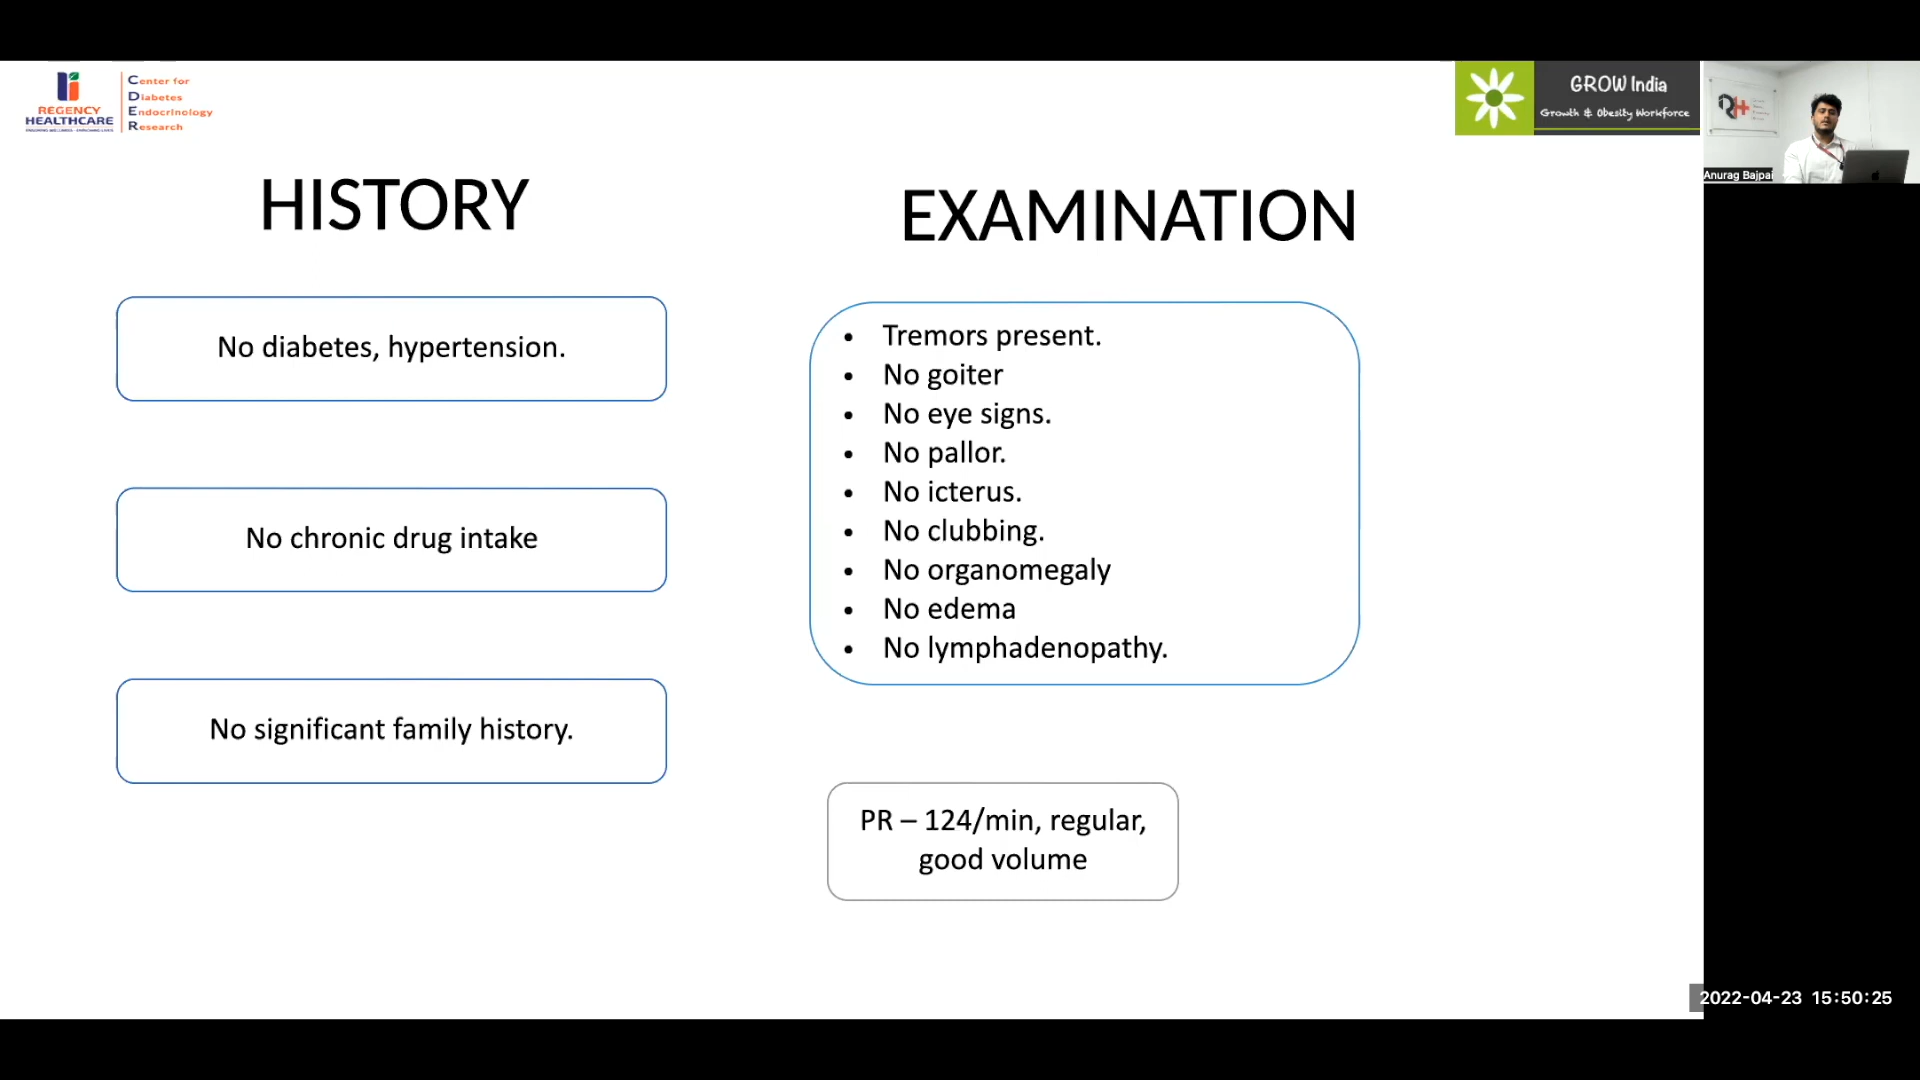 REGENCY
HEALTHCARE
Center for
Diabetes
Endocrinology
Research
GROW India
Growth & Obesity Workforce
Anurag Bajpai
HISTORY
No diabetes, hypertension.
No chronic drug intake
No significant family history.
EXAMINATION
• Tremors present.
• No goiter
• No eye signs.
• No pallor.
• No icterus.
• No clubbing.
• No organomegaly
• No edema
• No lymphadenopathy.
PR – 124/min, regular,
good volume
2022-04-23 15:50:25